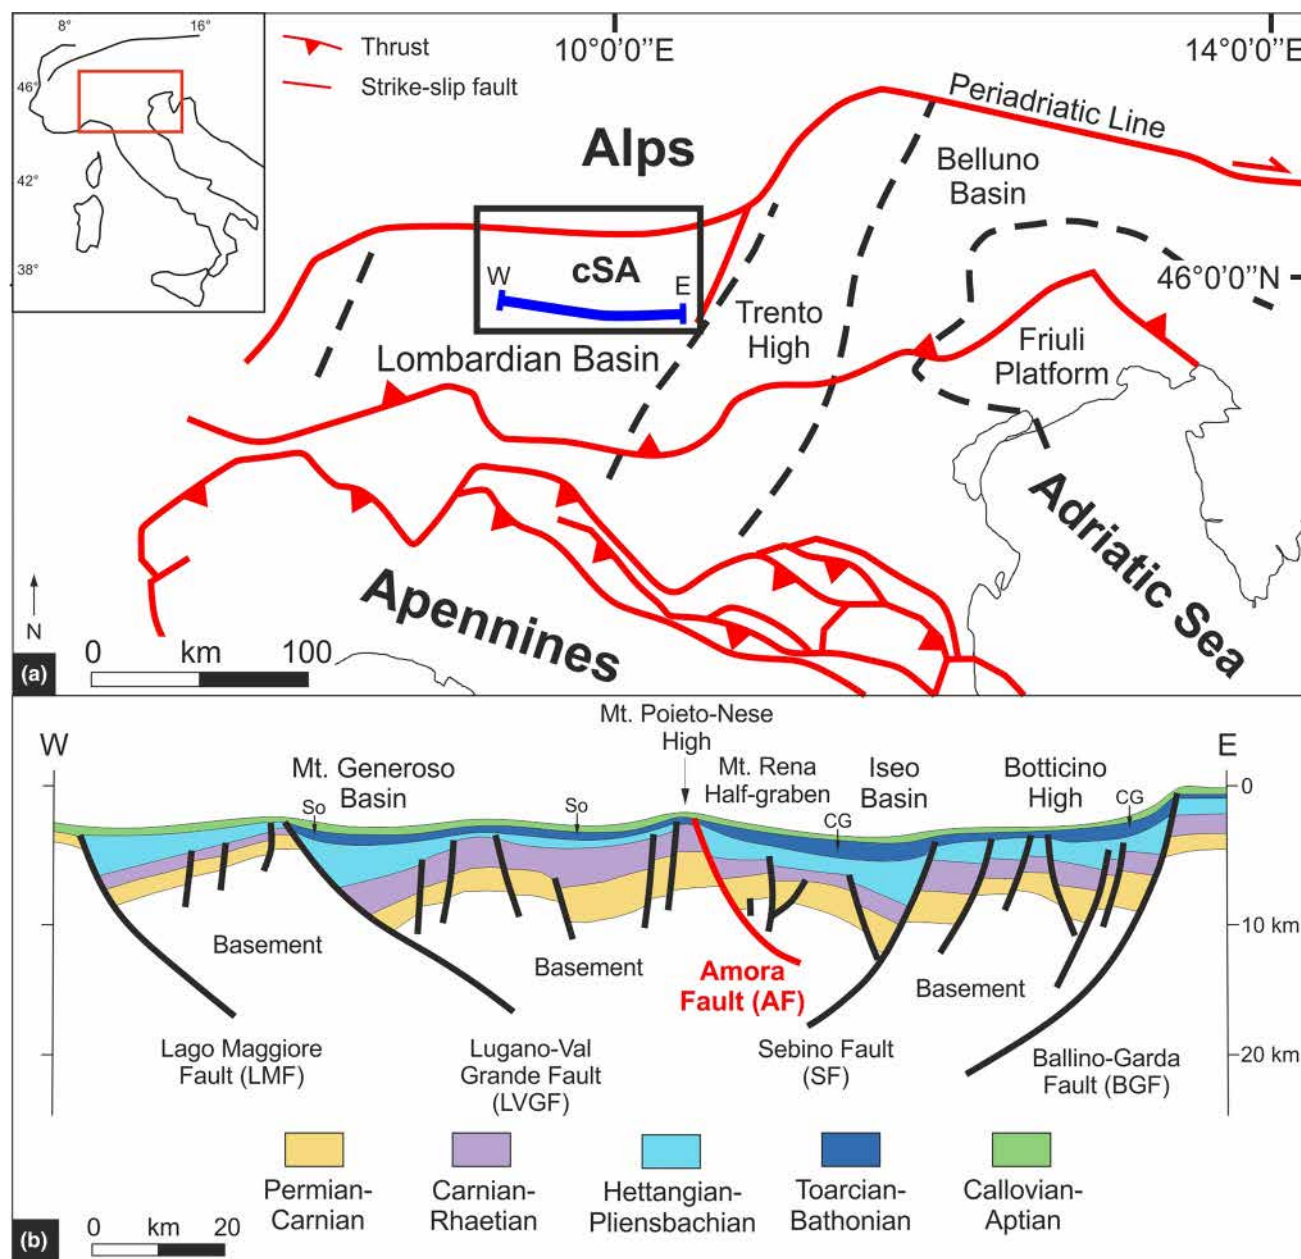 8°
16°
46°
42°
38°
Thrust
Strike-slip fault
10°0'0''E
14°0'0''E
Periadriatic Line
Alps
Belluno
Basin
cSA
W
E
46°0'0''N
Trento
High
Lombardian Basin
Friuli
Platform
Adriatic Sea
Apennines
N
0 km 100
(a)
W
E
Mt. Poieto-Nese
High
Mt. Generoso
Basin
Mt. Rena
Half-graben
Iseo
Basin
Botticino
High
So
So
CG
CG
0
10 km
20 km
Basement
Basement
Basement
Amora
Fault (AF)
Lago Maggiore
Fault (LMF)
Lugano-Val
Grande Fault
(LVGF)
Sebino Fault
(SF)
Ballino-Garda
Fault (BGF)
Permian-
Carnian
Carnian-
Rhaetian
Hettangian-
Pliensbachian
Toarcian-
Bathonian
Callovian-
Aptian
(b)
0 km 20